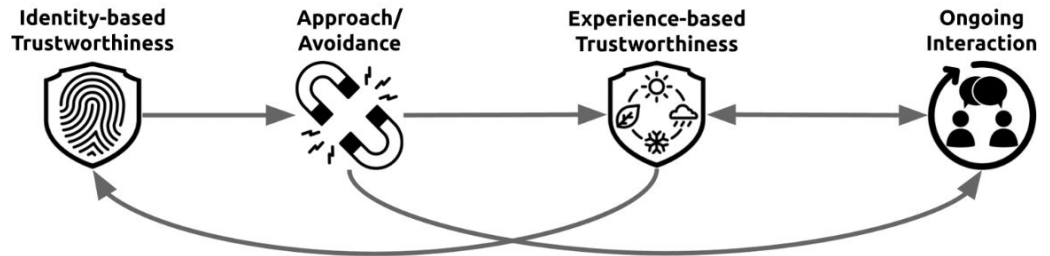 Identity-based
Trustworthiness
Approach/
Avoidance
Experience-based
Trustworthiness
Ongoing
Interaction